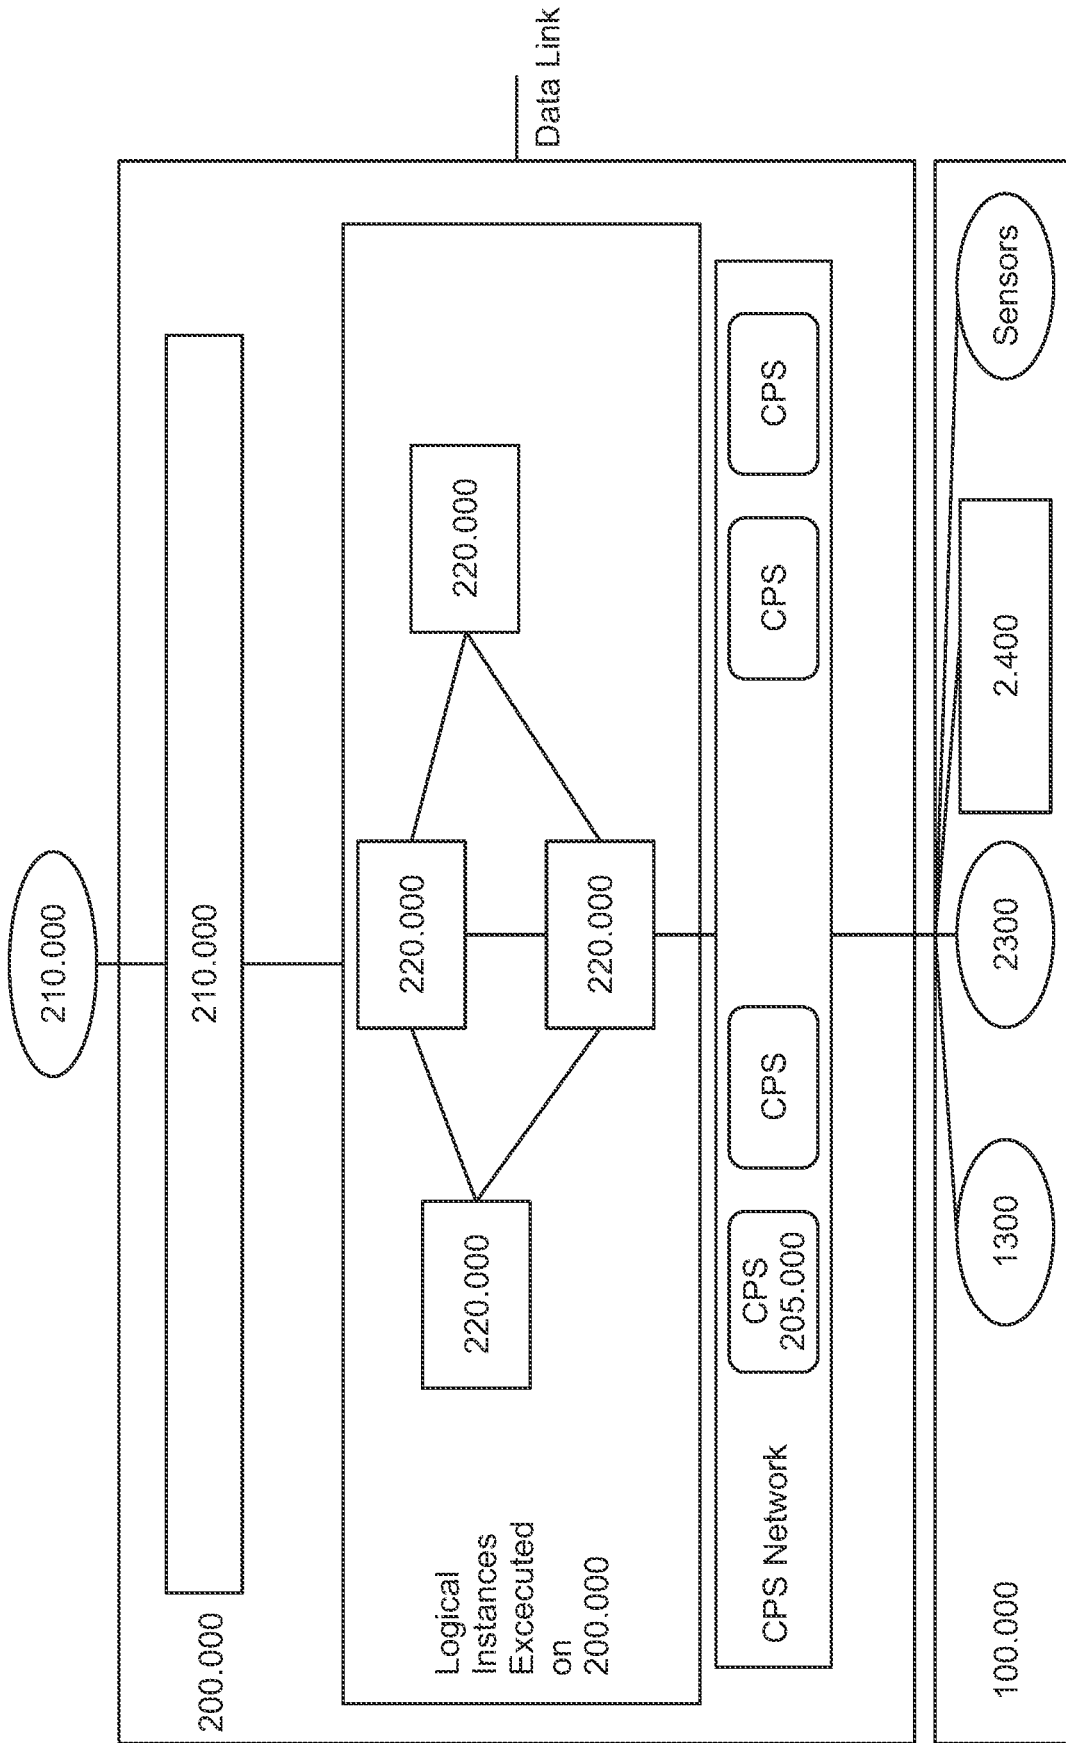 210.000
200.000
210.000
Data Link
Logical
Instances
Excecuted
on
200.000
220.000
220.000
220.000
220.000
CPS Network
CPS
205.000
CPS
CPS
CPS
100.000
1300
2300
2.400
Sensors